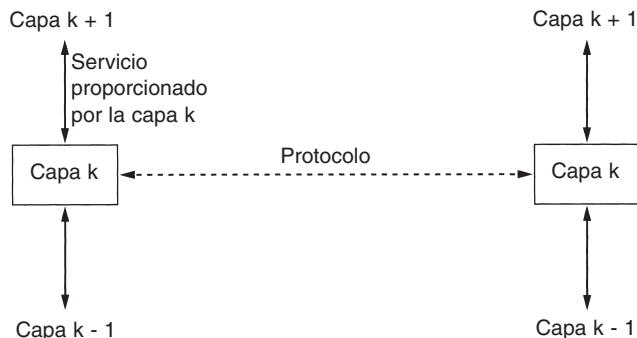 Capa k + 1
Capa k + 1
Servicio
proporcionado
por la capa k
Protocolo
Capa k
Capa k
Capa k - 1
Capa k - 1